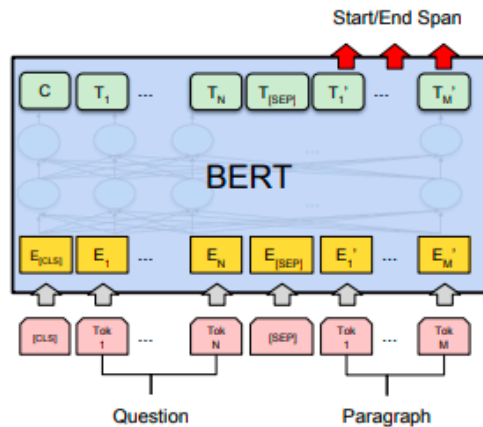 Start/End Span
C T1 ... TN T[SEP] T1' ... TM'
...
BERT
...
E[CLS] E1 ... EN E[SEP] E1' ... EM'
[CLS] Tok 1 ... Tok N [SEP] Tok 1 ... Tok M
Question Paragraph